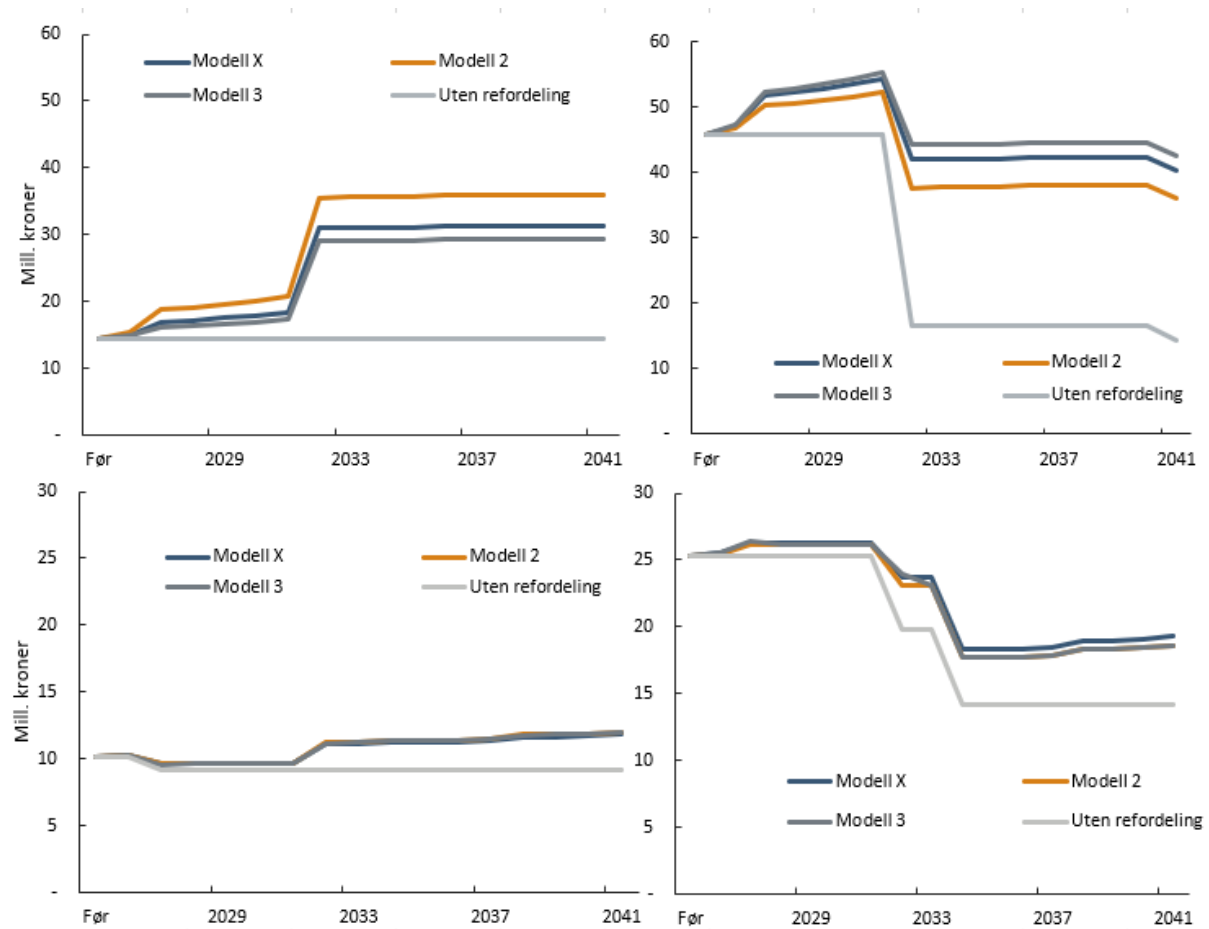 60
50
40
30
20
10
-
Mill. kroner
Modell X
Modell 2
Modell 3
Uten refordeling
Før
2029
2033
2037
2041
60
50
40
30
20
10
-
Modell X
Modell 2
Modell 3
Uten refordeling
Før
2029
2033
2037
2041
30
25
20
15
10
5
-
Mill. kroner
Modell X
Modell 2
Modell 3
Uten refordeling
Før
2029
2033
2037
2041
30
25
20
15
10
5
-
Modell X
Modell 2
Modell 3
Uten refordeling
Før
2029
2033
2037
2041